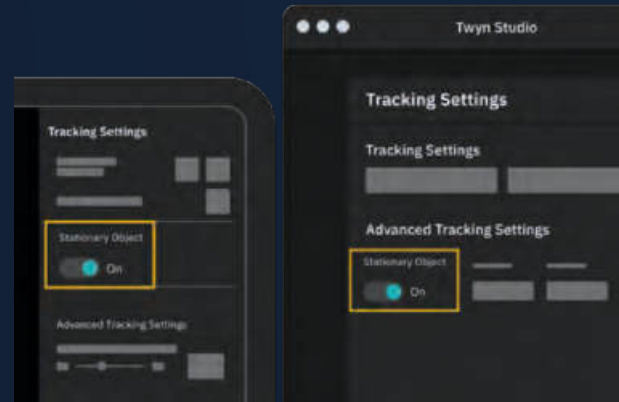 Tracking Settings
Stationary Object
On
Advanced Tracking Settings
Twyn Studio
Tracking Settings
Tracking Settings
Advanced Tracking Settings
Stationary Object
On